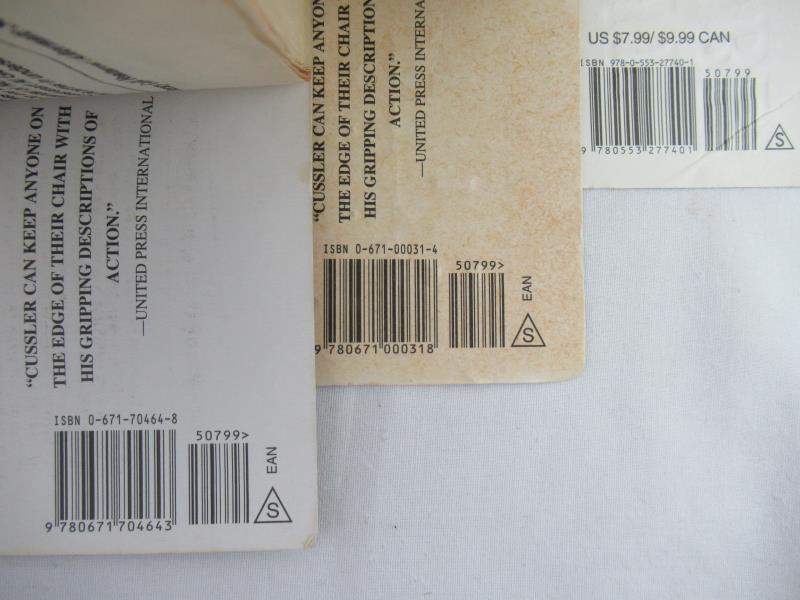 "CUSSLER CAN KEEP ANYONE ON
THE EDGE OF THEIR CHAIR WITH
HIS GRIPPING DESCRIPTIONS OF
ACTION."
—UNITED PRESS INTERNATIONAL
ISBN 0-671-70464-8
50799>
EAN
S
9 780671 704643
"CUSSLER CAN KEEP ANYON
THE EDGE OF THEIR CHAIR
HIS GRIPPING DESCRIPTION
ACTION."
—UNITED PRESS INTERNA
ISBN 0-671-00031-4
50799>
EAN
S
9 780671 000318
US $7.99/ $9.99 CAN
ISBN 978-0-553-27740-1
50799
S
9 780553 277401